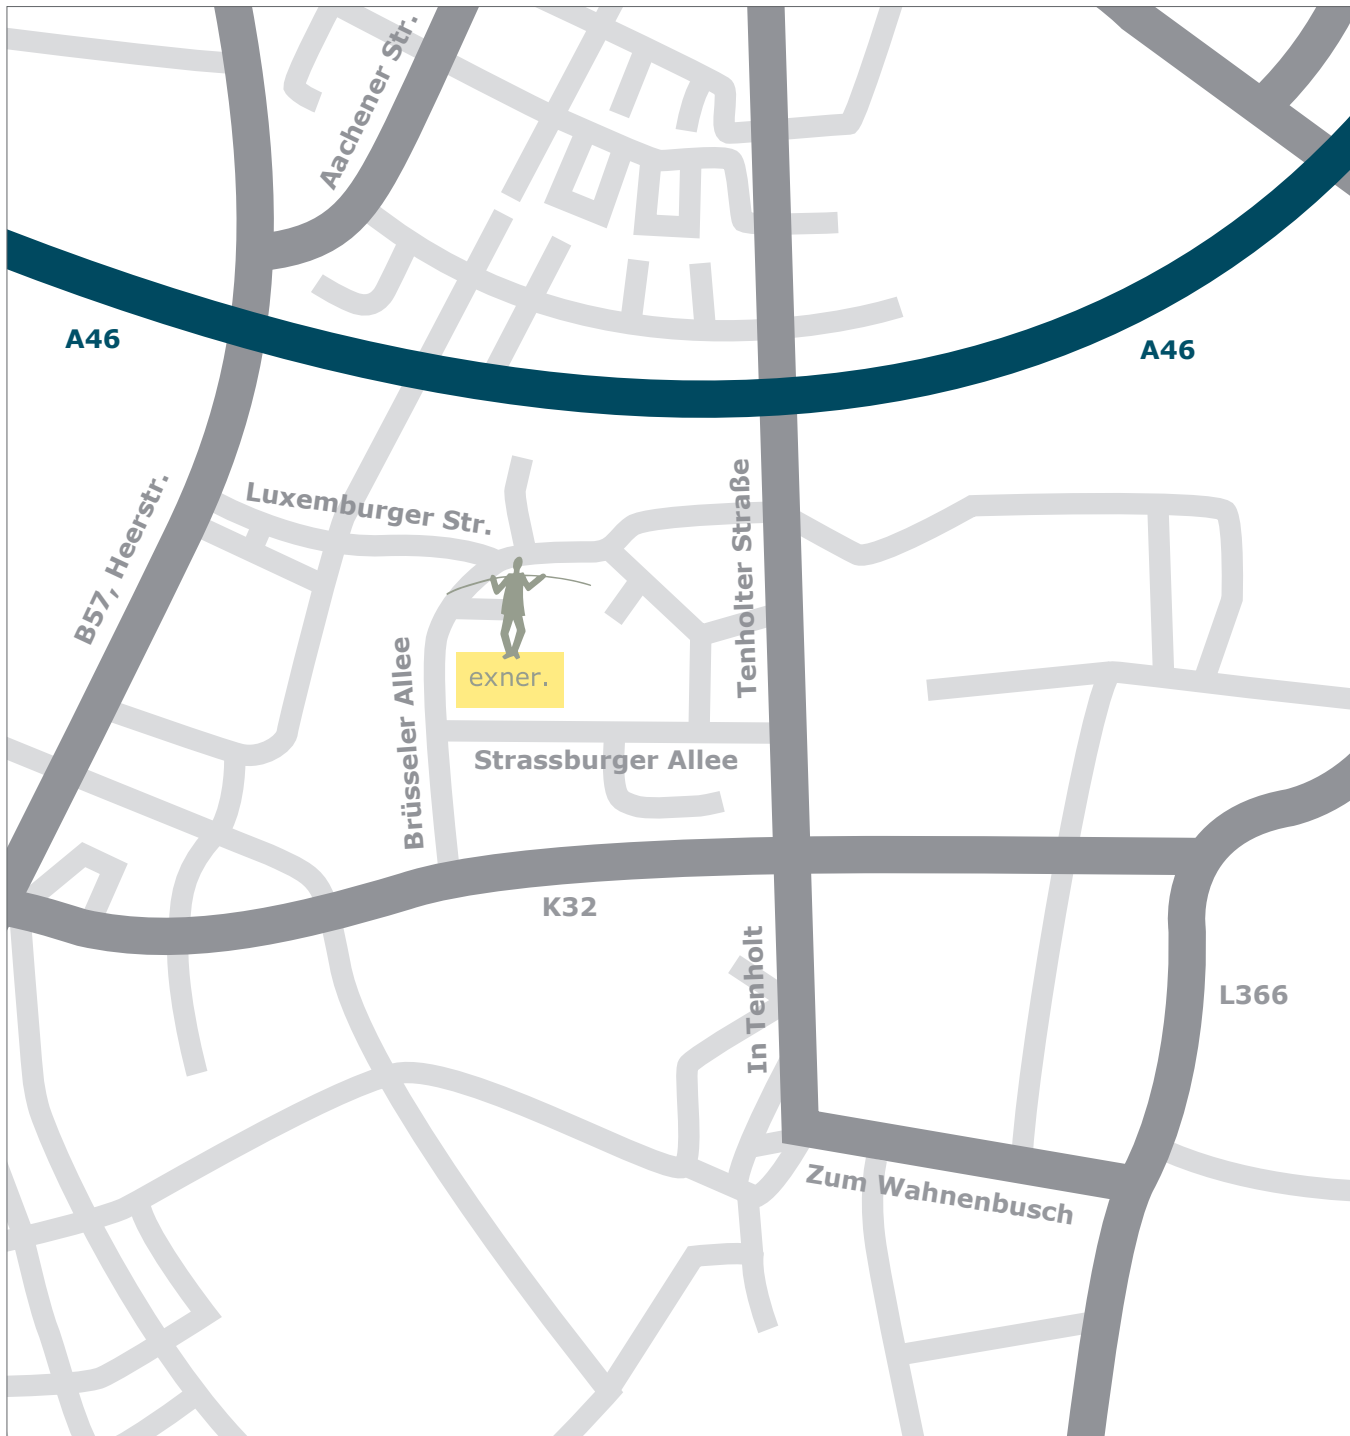 Aachener Str.
A46
A46
Luxemburger Str.
B57, Heerstr.
Tenholter Straße
Brüsseler Allee
exner.
Strassburger Allee
K32
In Tenholt
L366
Zum Wahnenbusch